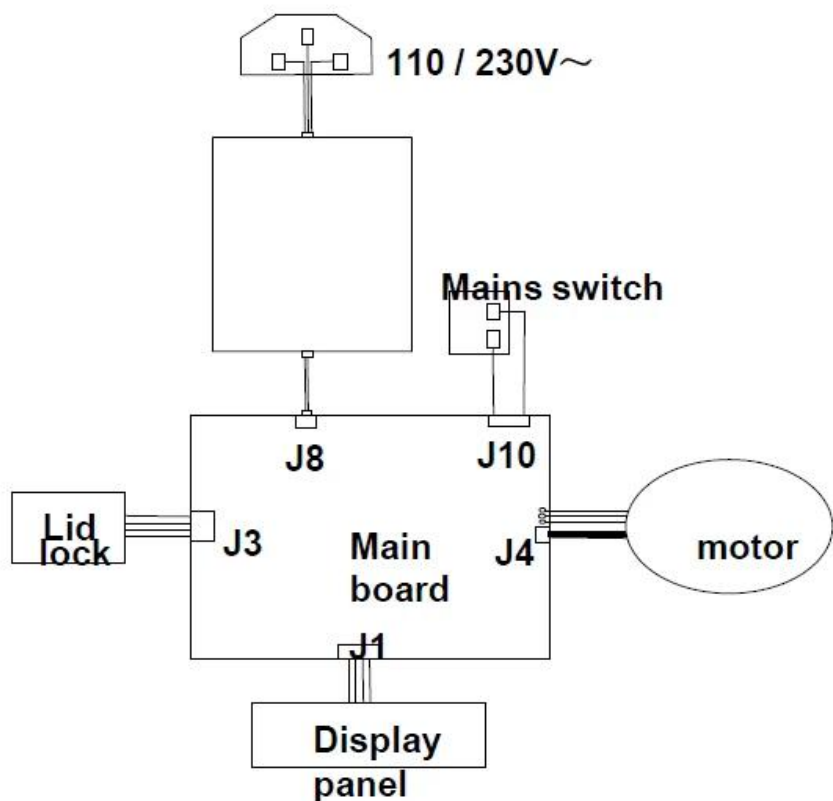 110 / 230V～
Mains switch
J8
J10
Lid
lock
J3
Main
board
J4
motor
J1
Display
panel